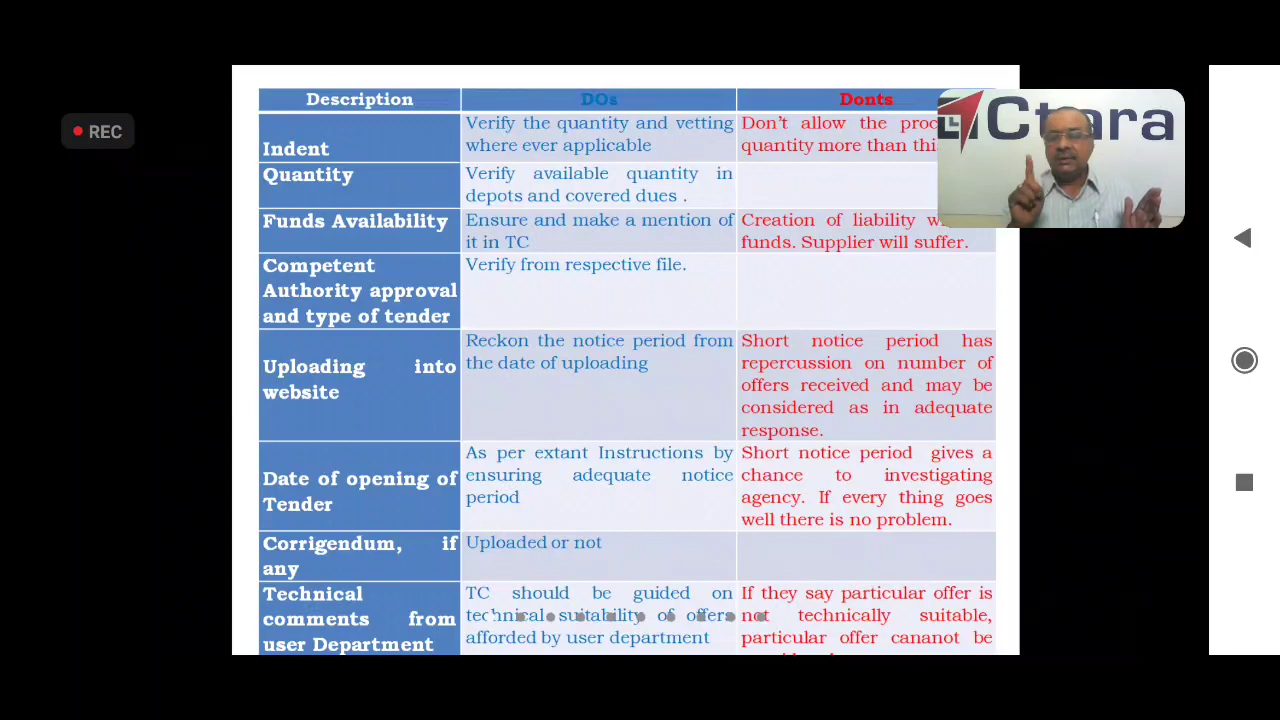 REC
Description DOs Donts
Indent
Verify the quantity and vetting
where ever applicable
Don't allow the
quantity more than
Quantity
Verify available quantity in
depots and covered dues .
Funds Availability
Ensure and make a mention of
it in TC
Creation of liability
funds. Supplier will suffer.
Competent
Authority approval
and type of tender
Verify from respective file.
Uploading into
website
Reckon the notice period from
the date of uploading
Short notice period has
repercussion on number of
offers received and may be
considered as in adequate
response.
Date of opening of
Tender
As per extant Instructions by
ensuring adequate notice
period
Short notice period gives a
chance to investigating
agency. If every thing goes
well there is no problem.
Corrigendum, if
any
Uploaded or not
Technical
comments from
user Department
TC should be guided on
technical suitability of offers
afforded by user department
If they say particular offer is
not technically suitable,
particular offer cananot be